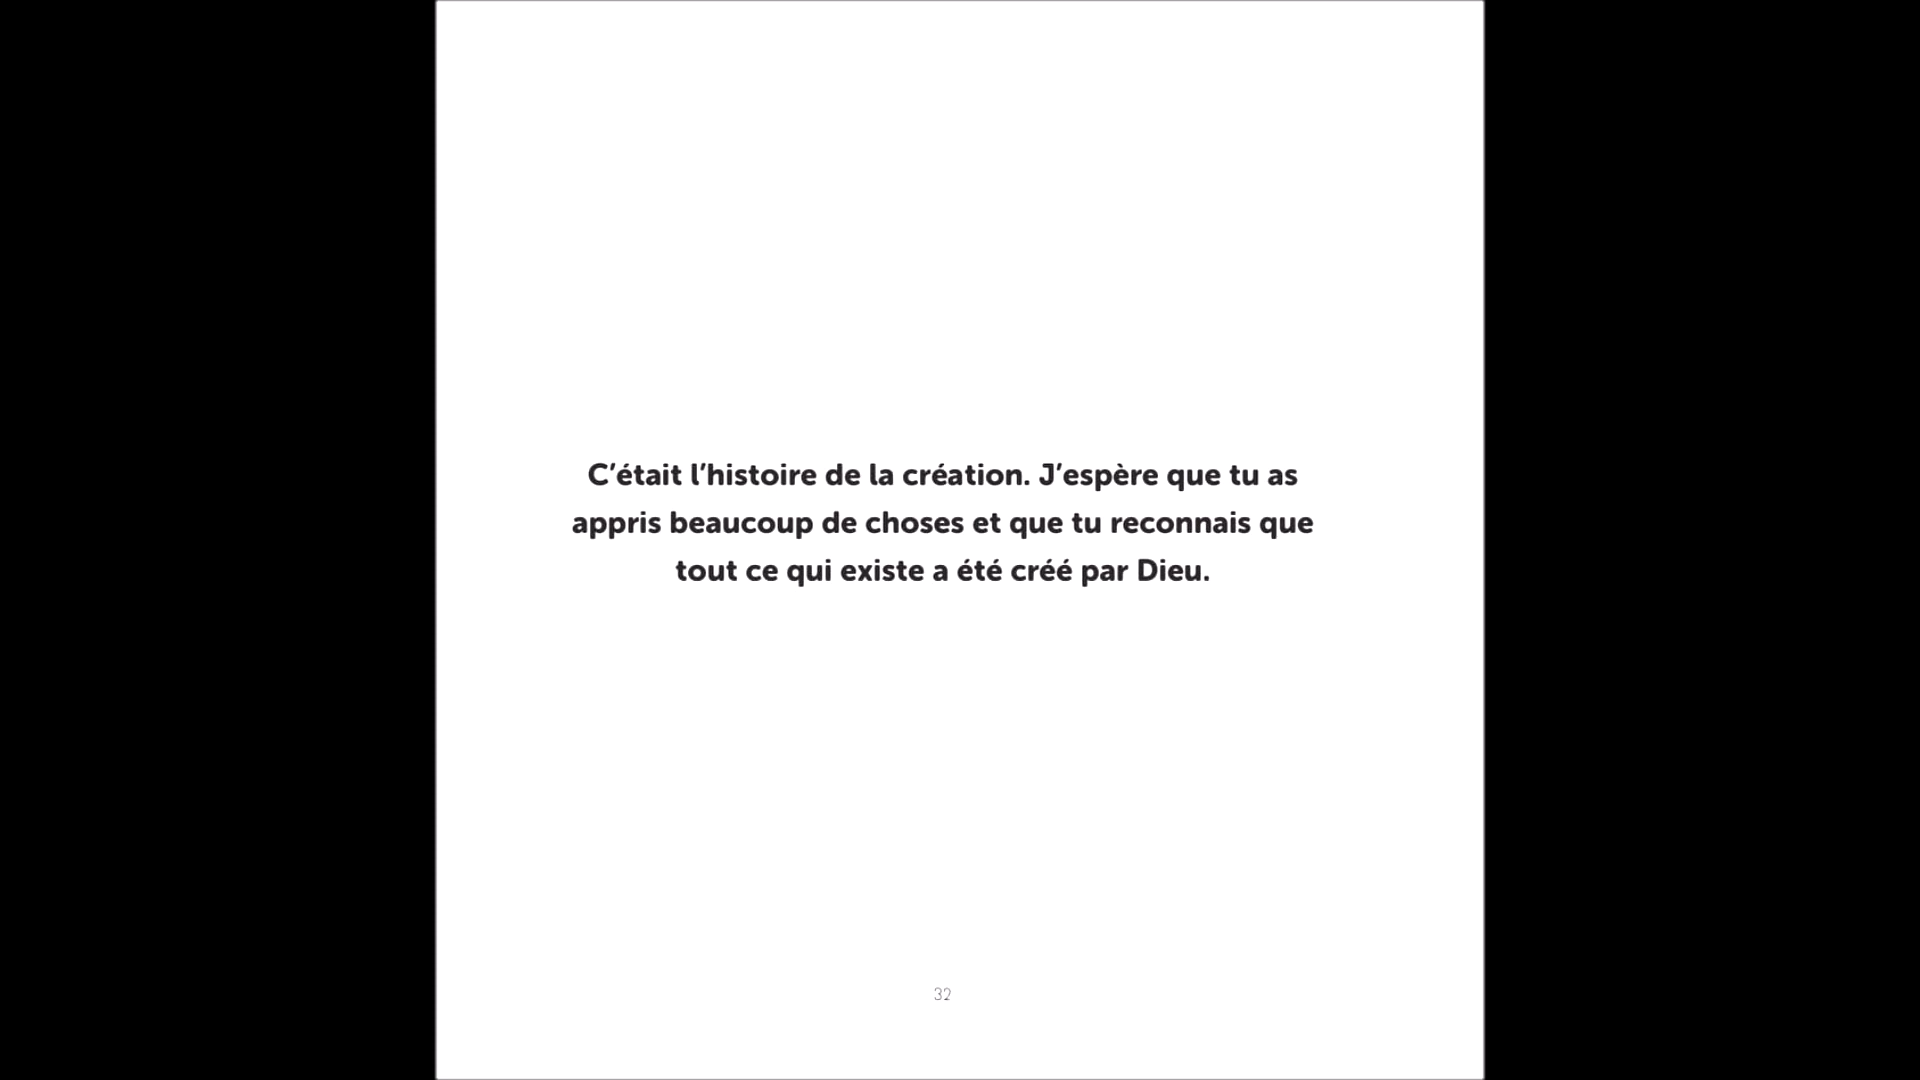 C’était l’histoire de la création. J’espère que tu as
appris beaucoup de choses et que tu reconnais que
tout ce qui existe a été créé par Dieu.
32